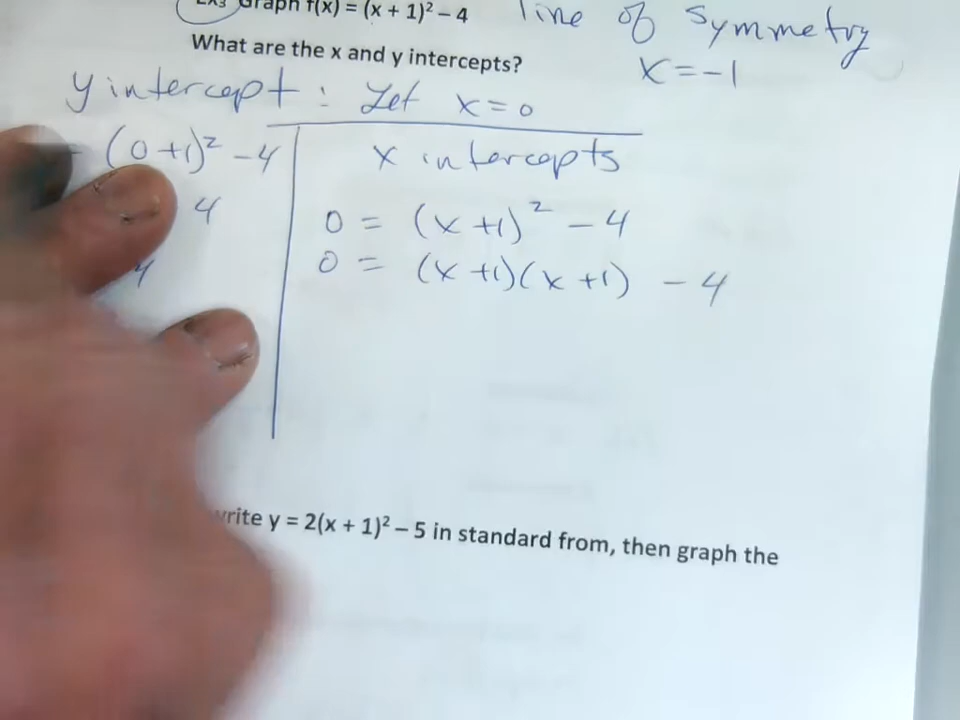 Graph f(x) = (x + 1)² – 4
line of symmetry
x = -1
What are the x and y intercepts?
y intercept : Let x = 0
(0 +1)² - 4
4
4
x intercepts
0 = (x +1)² - 4
0 = (x +1)(x +1) - 4
write y = 2(x + 1)² – 5 in standard from, then graph the